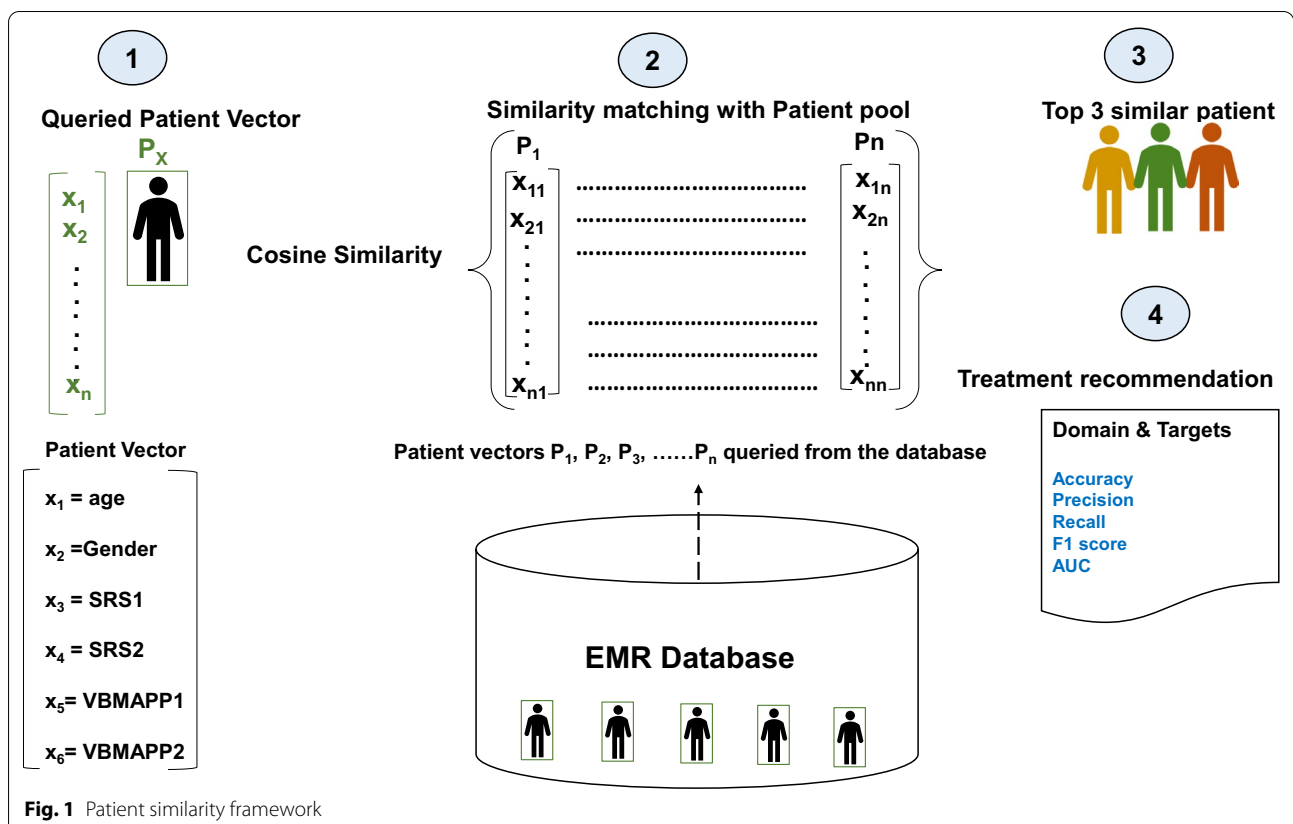 1
Queried Patient Vector
Pₓ
x₁
x₂
xₙ
Patient Vector
x₁ = age
x₂ =Gender
x₃ = SRS1
x₄ = SRS2
x₅= VBMAPP1
x₆= VBMAPP2
Cosine Similarity
2
Similarity matching with Patient pool
P₁ Pn
x₁₁ ........................................ x₁ₙ
x₂₁ ........................................ x₂ₙ
........................................
........................................
........................................
xₙ₁ ........................................ xₙₙ
Patient vectors P₁, P₂, P₃, ……Pₙ queried from the database
EMR Database
3
Top 3 similar patient
4
Treatment recommendation
Domain & Targets
Accuracy
Precision
Recall
F1 score
AUC
Fig. 1 Patient similarity framework